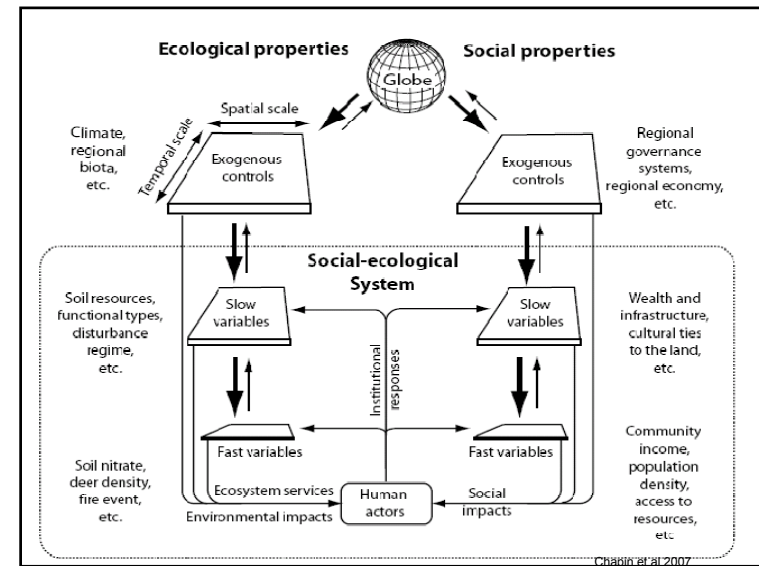 Ecological properties
Social properties
Globe
Spatial scale
Temporal scale
Climate,
regional
biota,
etc.
Exogenous
controls
Exogenous
controls
Regional
governance
systems,
regional economy,
etc.
Social-ecological
System
Soil resources,
functional types,
disturbance
regime,
etc.
Slow
variables
Slow
variables
Wealth and
infrastructure,
cultural ties
to the land,
etc.
Institutional
responses
Fast variables
Fast variables
Soil nitrate,
deer density,
fire event,
etc.
Ecosystem services
Environmental impacts
Human
actors
Social
impacts
Community
income,
population
density,
access to
resources,
etc
Chapin et al 2007